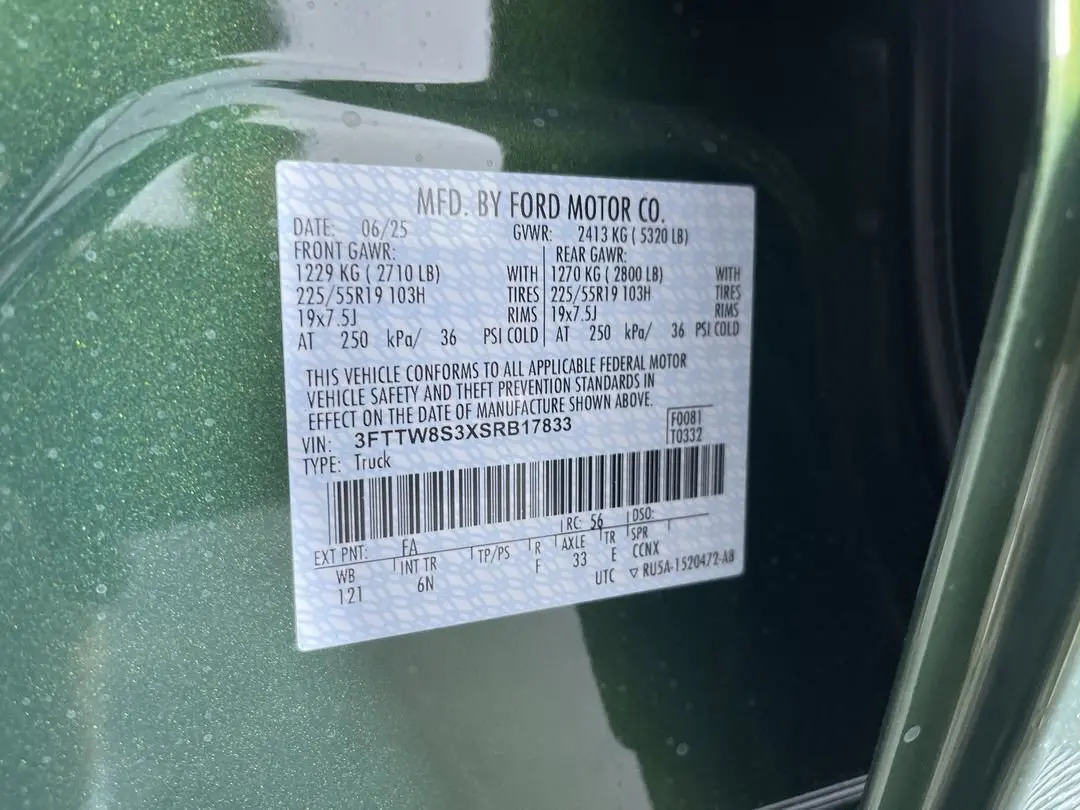 MFD. BY FORD MOTOR CO.
DATE: 06/25 GVWR: 2413 KG ( 5320 LB)
FRONT GAWR: REAR GAWR:
1229 KG ( 2710 LB) WITH 1270 KG ( 2800 LB) WITH
225/55R19 103H TIRES 225/55R19 103H TIRES
19x7.5J RIMS 19x7.5J RIMS
AT 250 kPa/ 36 PSI COLD AT 250 kPa/ 36 PSI COLD
THIS VEHICLE CONFORMS TO ALL APPLICABLE FEDERAL MOTOR
VEHICLE SAFETY AND THEFT PREVENTION STANDARDS IN
EFFECT ON THE DATE OF MANUFACTURE SHOWN ABOVE.
VIN: 3FTTW8S3XSRB17833 F0081
TYPE: Truck T0332
EXT PNT: FA RC: 56 DSO:
WB INT TR TP/PS R AXLE TR SPR
121 6N F 33 E CCNX
UTC ▽ RU5A-1520472-AB